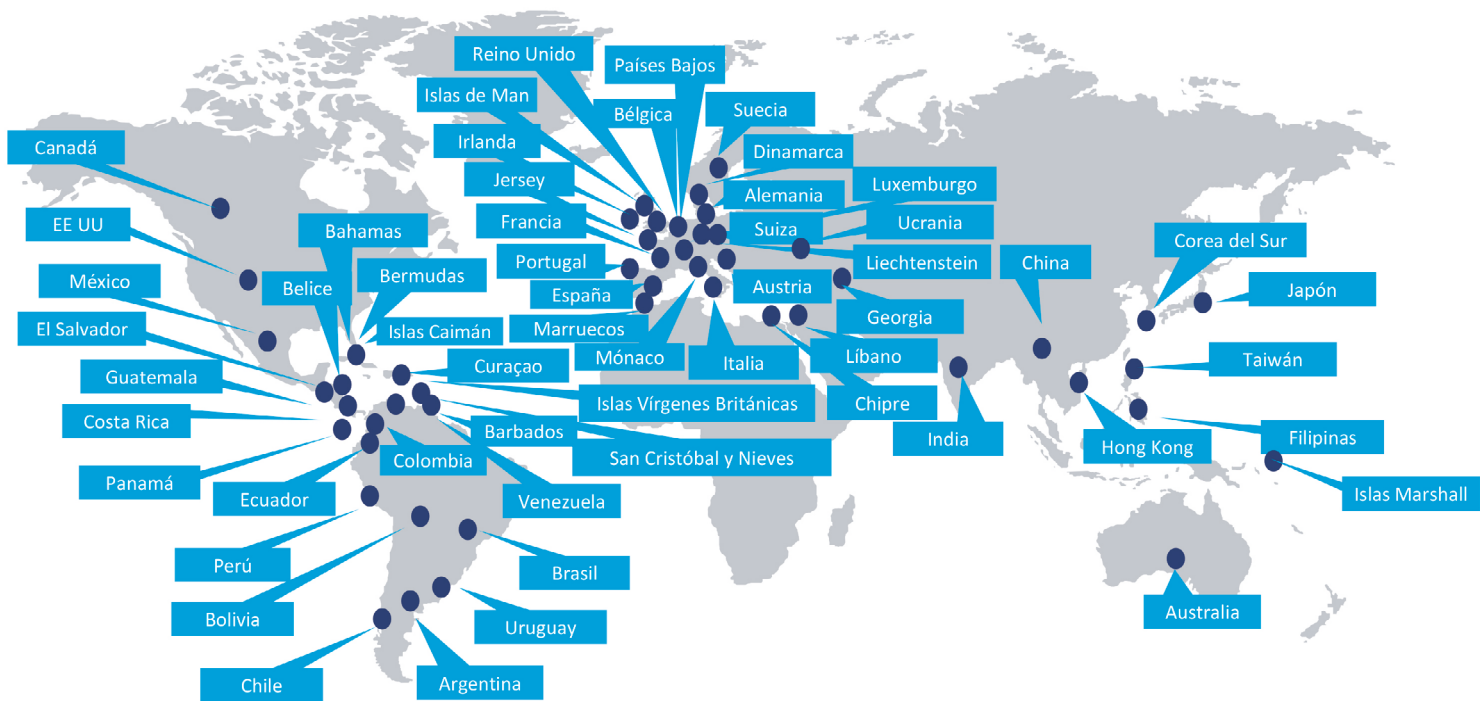 Reino Unido
Países Bajos
Islas de Man
Bélgica
Suecia
Irlanda
Dinamarca
Canadá
Jersey
Alemania
Luxemburgo
Francia
Suiza
Ucrania
EE UU
Bahamas
Corea del Sur
Portugal
Liechtenstein
China
Bermudas
México
Belice
España
Austria
Japón
El Salvador
Islas Caimán
Marruecos
Georgia
Mónaco
Italia
Líbano
Taiwán
Curaçao
Guatemala
Islas Vírgenes Británicas
Chipre
Costa Rica
Barbados
India
Filipinas
Hong Kong
Colombia
San Cristóbal y Nieves
Panamá
Ecuador
Venezuela
Islas Marshall
Perú
Brasil
Bolivia
Uruguay
Australia
Chile
Argentina